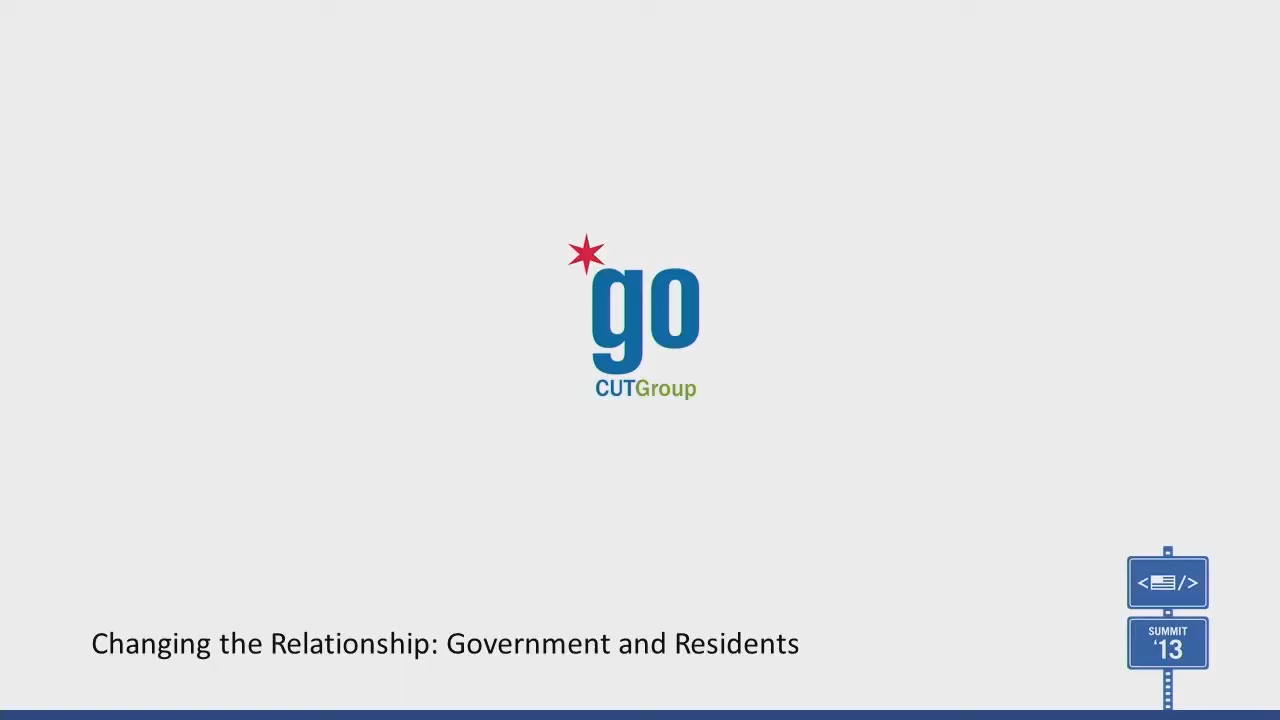 go
CUTGroup
Changing the Relationship: Government and Residents
< />
SUMMIT
‘13